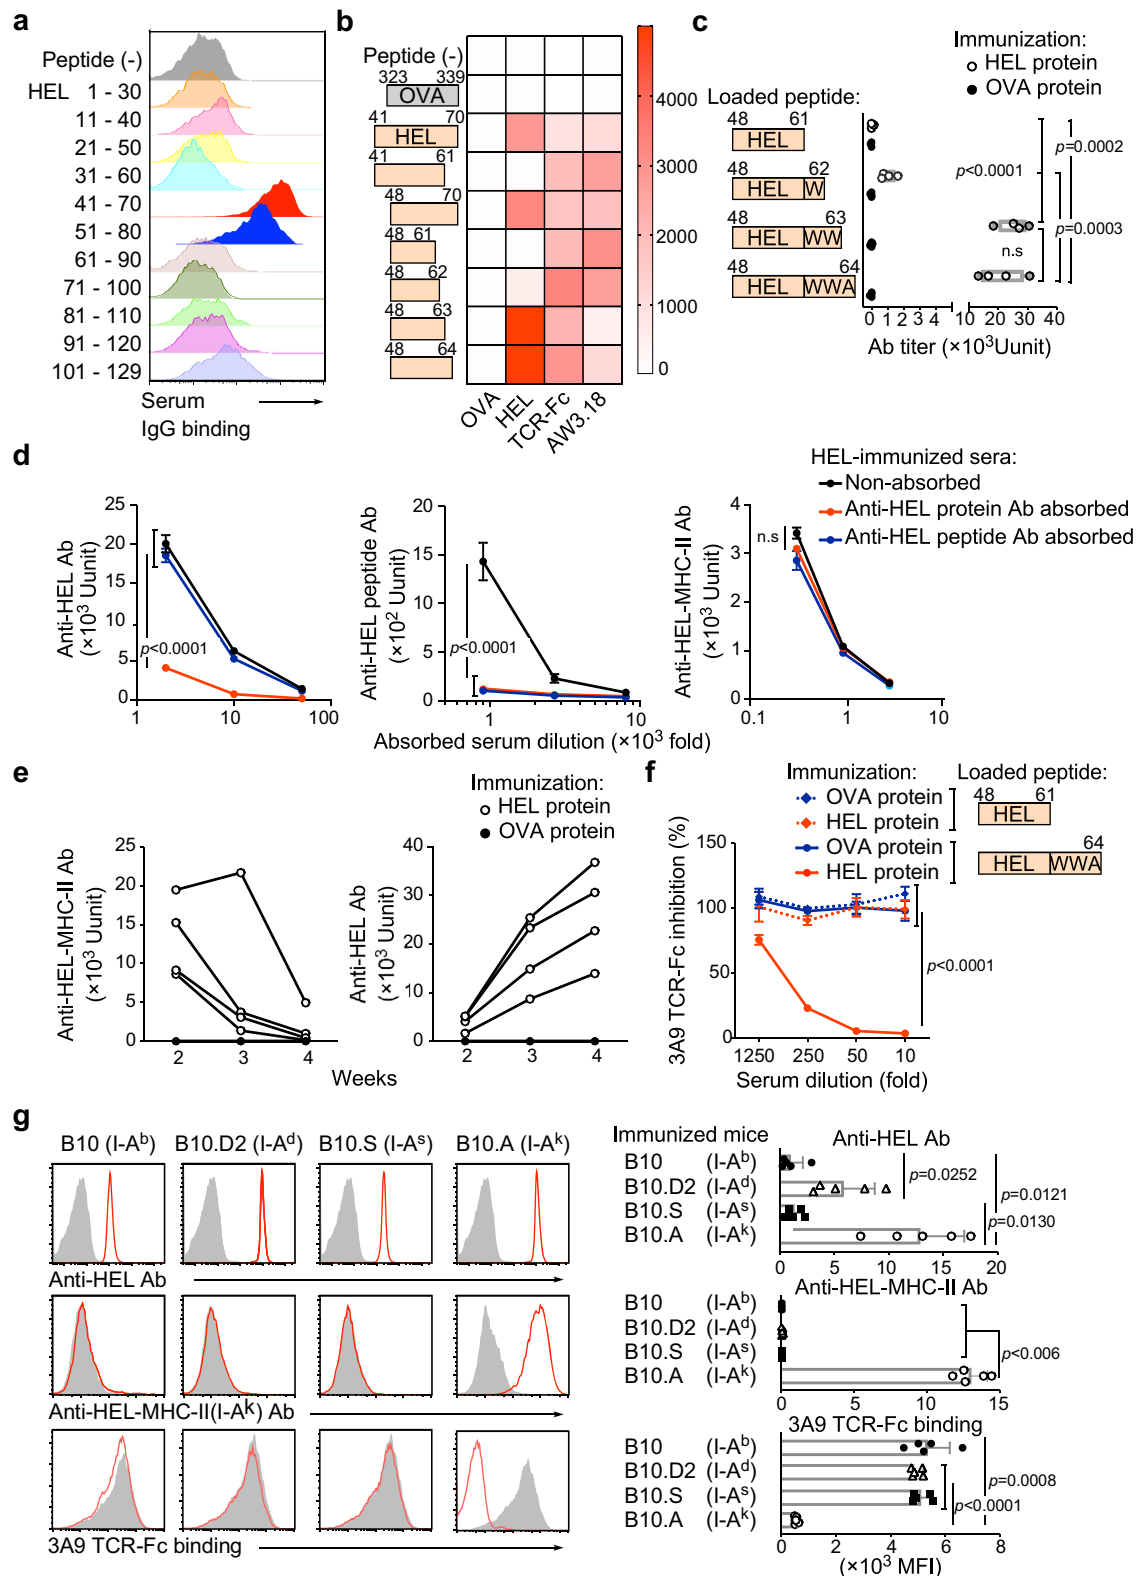 a
Peptide (-)
HEL 1 - 30
11 - 40
21 - 50
31 - 60
41 - 70
51 - 80
61 - 90
71 - 100
81 - 110
91 - 120
101 - 129
Serum
IgG binding
b
Peptide (-)
323 339
OVA
41 70
HEL
41 61
48 70
48 61
48 62
48 63
48 64
OVA
HEL
TCR-Fc
AW3.18
4000
3000
2000
1000
0
c
Immunization:
HEL protein
OVA protein
Loaded peptide:
48 61
HEL
48 62
HEL W
48 63
HEL WW
48 64
HEL WWA
p<0.0001
p=0.0002
p=0.0003
n.s
0 1 2 3 4 10 20 30 40
Ab titer (×10³Uunit)
d
HEL-immunized sera:
Non-absorbed
Anti-HEL protein Ab absorbed
Anti-HEL peptide Ab absorbed
Anti-HEL Ab
(×10³ Uunit)
25
20
15
10
5
0
p<0.0001
1 10 100
Anti-HEL peptide Ab
(×10² Uunit)
20
15
10
5
0
p<0.0001
1 10
Anti-HEL-MHC-II Ab
(×10³ Uunit)
4
3
2
1
0
n.s
0.1 1 10
Absorbed serum dilution (×10³ fold)
e
Immunization:
HEL protein
OVA protein
Anti-HEL-MHC-II Ab
(×10³ Uunit)
25
20
15
10
5
0
2 3 4
Anti-HEL Ab
(×10³ Uunit)
40
30
20
10
0
2 3 4
Weeks
f
Immunization:
OVA protein
HEL protein
OVA protein
HEL protein
Loaded peptide:
48 61
HEL
64
HEL WWA
3A9 TCR-Fc inhibition (%)
150
100
50
0
p<0.0001
1250 250 50 10
Serum dilution (fold)
g
B10 (I-Aᵇ) B10.D2 (I-Aᵈ) B10.S (I-Aˢ) B10.A (I-Aᵏ)
Anti-HEL Ab
Anti-HEL-MHC-II(I-Aᵏ) Ab
3A9 TCR-Fc binding
Immunized mice
Anti-HEL Ab
B10 (I-Aᵇ)
B10.D2 (I-Aᵈ)
B10.S (I-Aˢ)
B10.A (I-Aᵏ)
p=0.0252
p=0.0121
p=0.0130
0 5 10 15 20
Anti-HEL-MHC-II Ab
B10 (I-Aᵇ)
B10.D2 (I-Aᵈ)
B10.S (I-Aˢ)
B10.A (I-Aᵏ)
p<0.006
0 5 10 15
3A9 TCR-Fc binding
B10 (I-Aᵇ)
B10.D2 (I-Aᵈ)
B10.S (I-Aˢ)
B10.A (I-Aᵏ)
p=0.0008
p<0.0001
0 2 4 6 8
(×10³ MFI)